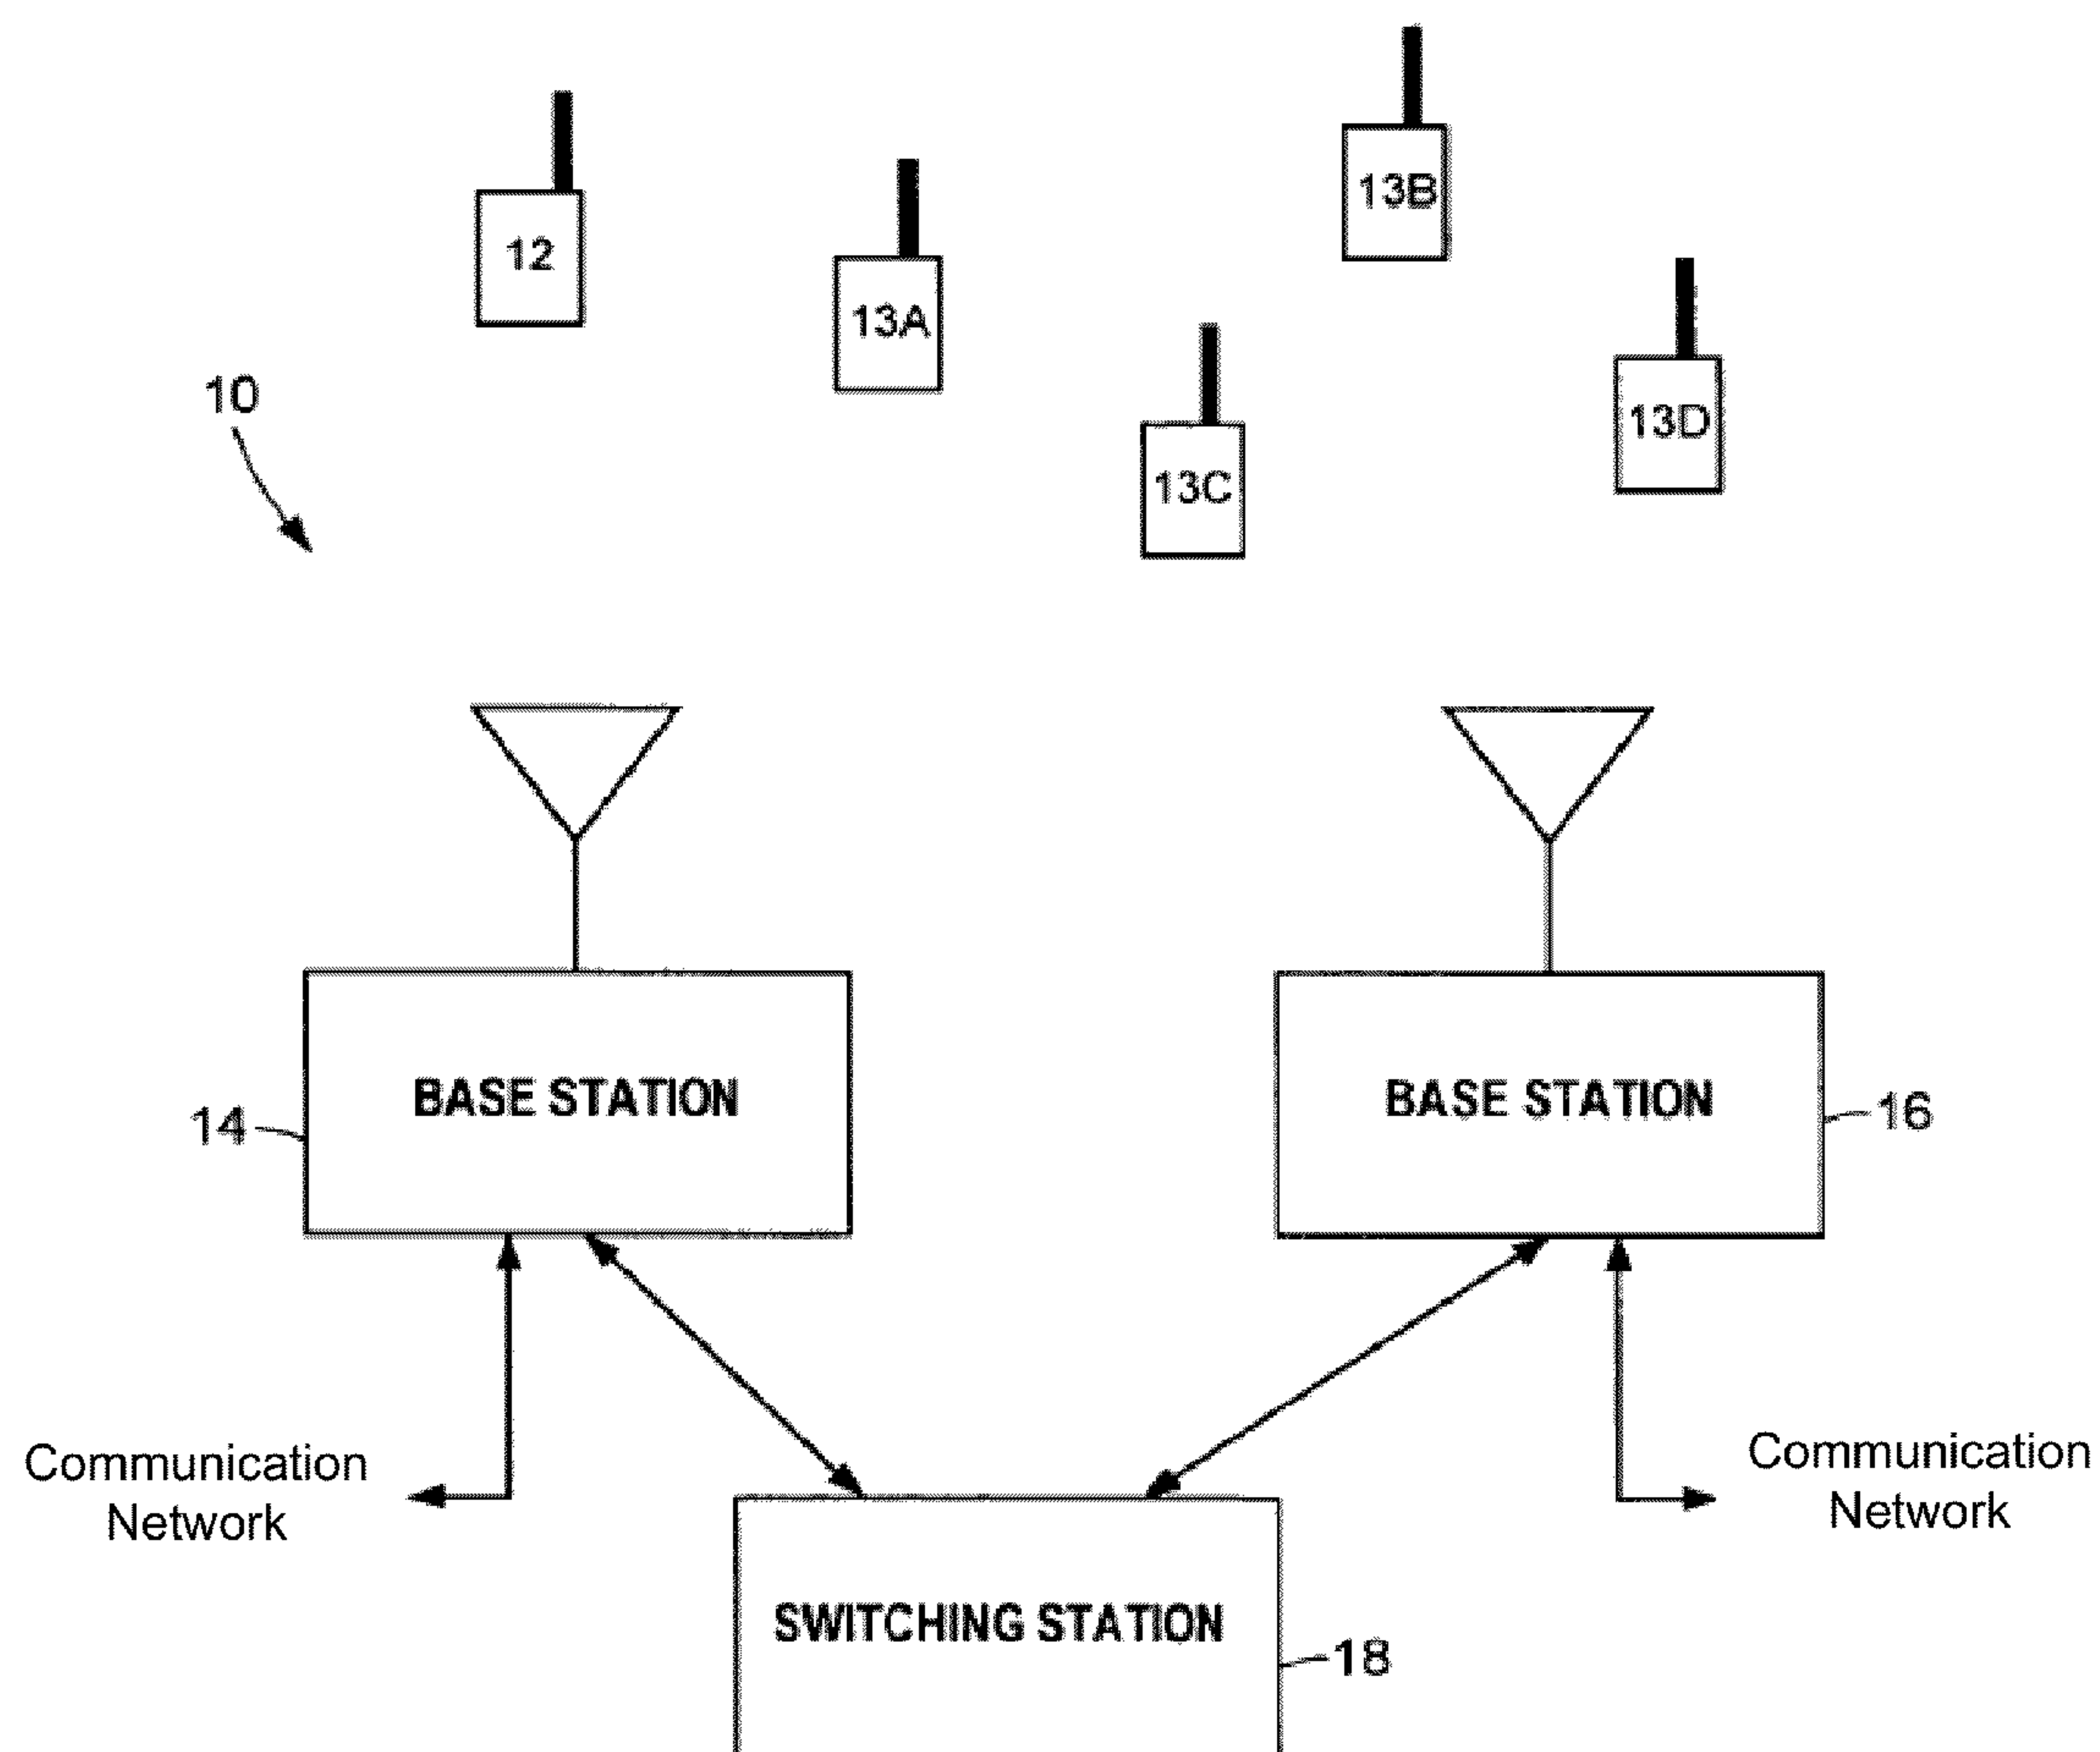 13B
12
13A
10
13D
13C
BASE STATION
BASE STATION
14
16
Communication
Network
Communication
Network
SWITCHING STATION
18